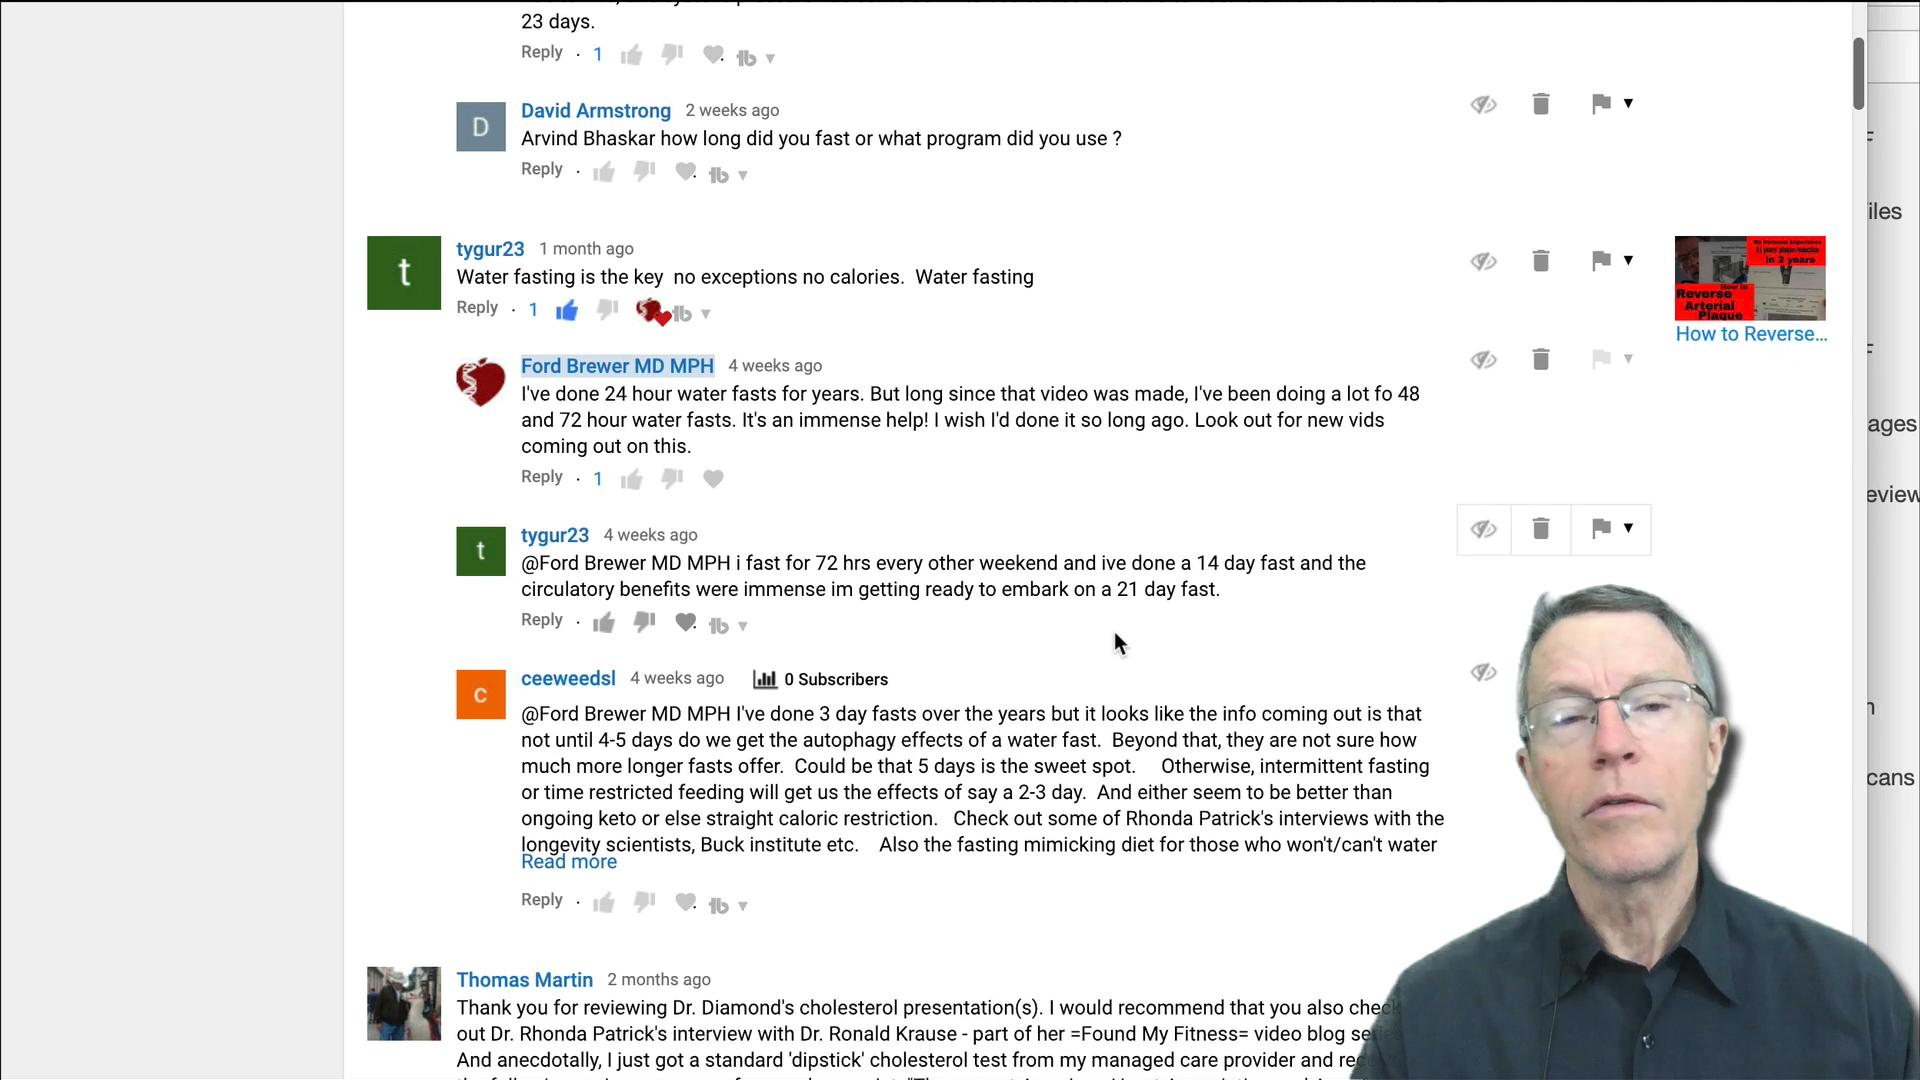 23 days.
Reply · 1
D
David Armstrong 2 weeks ago
Arvind Bhaskar how long did you fast or what program did you use ?
Reply ·
t
tygur23 1 month ago
Water fasting is the key  no exceptions no calories.  Water fasting
Reply · 1
My Personal Experience
in 2 years
How to
Reverse
Arterial
Plaque
How to Reverse...
Ford Brewer MD MPH 4 weeks ago
I've done 24 hour water fasts for years. But long since that video was made, I've been doing a lot fo 48
and 72 hour water fasts. It's an immense help! I wish I'd done it so long ago. Look out for new vids
coming out on this.
Reply · 1
t
tygur23 4 weeks ago
@Ford Brewer MD MPH i fast for 72 hrs every other weekend and ive done a 14 day fast and the
circulatory benefits were immense im getting ready to embark on a 21 day fast.
Reply ·
c
ceeweedsl 4 weeks ago 0 Subscribers
@Ford Brewer MD MPH I've done 3 day fasts over the years but it looks like the info coming out is that
not until 4-5 days do we get the autophagy effects of a water fast.  Beyond that, they are not sure how
much more longer fasts offer.  Could be that 5 days is the sweet spot.     Otherwise, intermittent fasting
or time restricted feeding will get us the effects of say a 2-3 day.  And either seem to be better than
ongoing keto or else straight caloric restriction.   Check out some of Rhonda Patrick's interviews with the
longevity scientists, Buck institute etc.    Also the fasting mimicking diet for those who won't/can't water
Read more
Reply ·
Thomas Martin 2 months ago
Thank you for reviewing Dr. Diamond's cholesterol presentation(s). I would recommend that you also check
out Dr. Rhonda Patrick's interview with Dr. Ronald Krause - part of her =Found My Fitness= video blog
And anecdotally, I just got a standard 'dipstick' cholesterol test from my managed care provider and
iles
ages
eview
cans